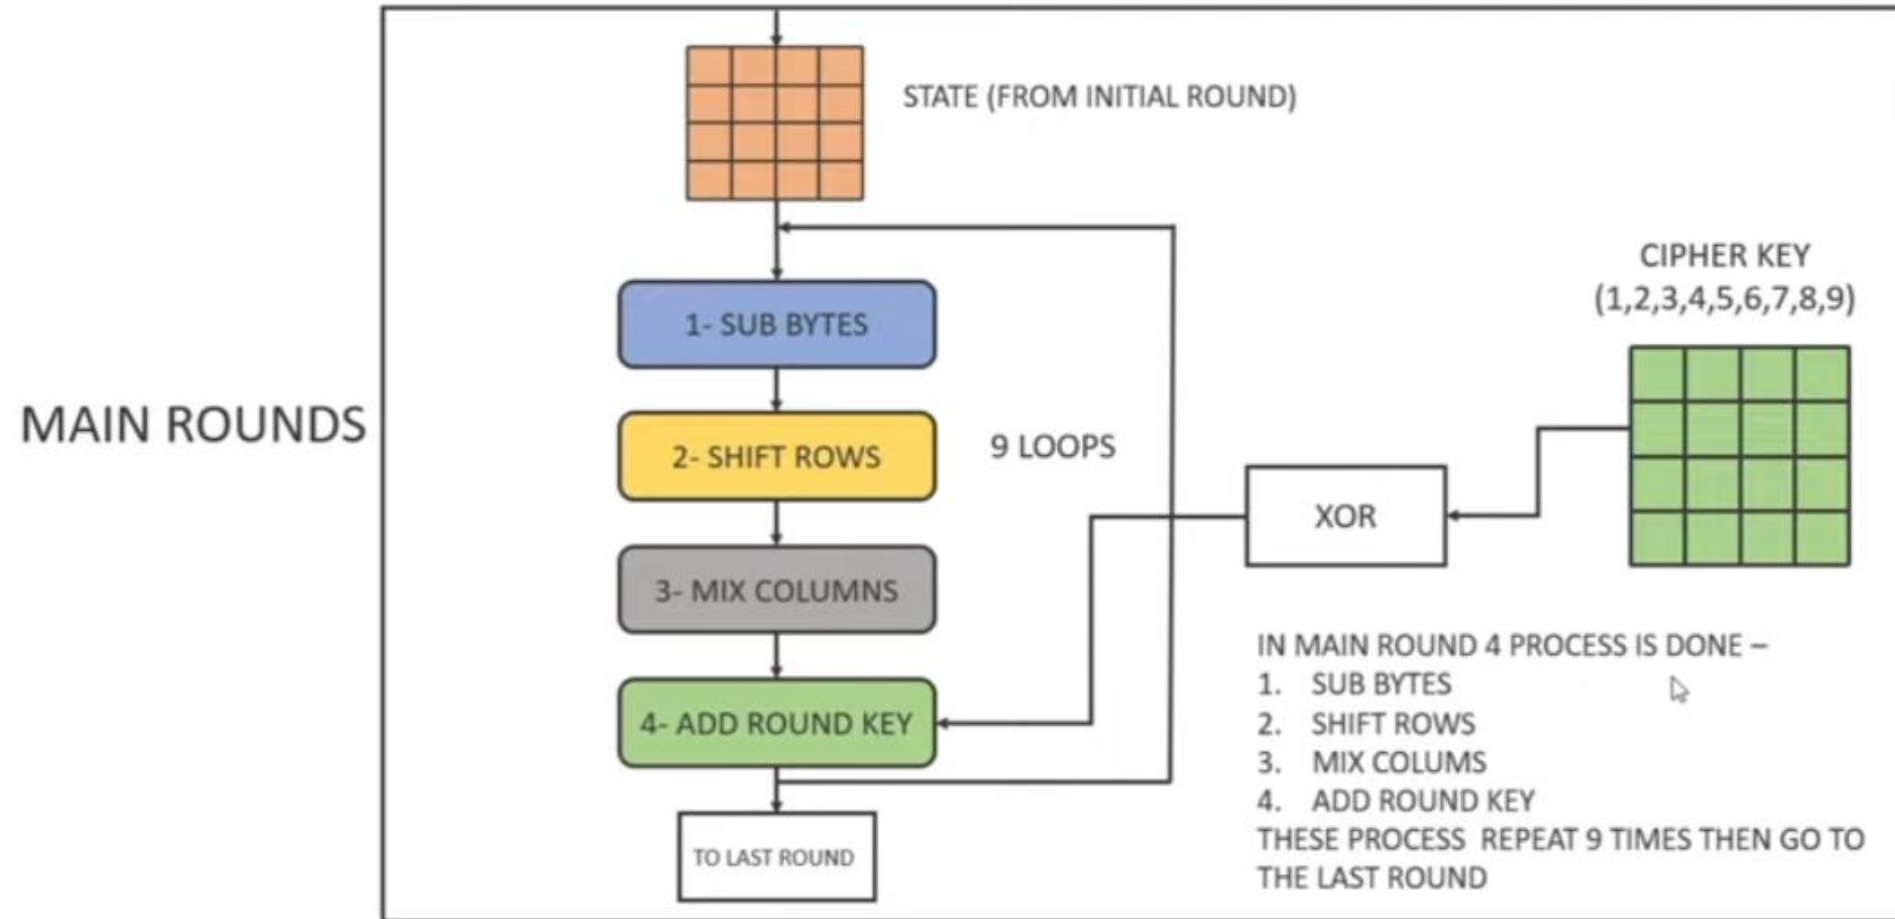 STATE (FROM INITIAL ROUND)
CIPHER KEY
(1,2,3,4,5,6,7,8,9)
1- SUB BYTES
MAIN ROUNDS
2- SHIFT ROWS
9 LOOPS
XOR
3- MIX COLUMNS
4- ADD ROUND KEY
TO LAST ROUND
IN MAIN ROUND 4 PROCESS IS DONE –
1. SUB BYTES
2. SHIFT ROWS
3. MIX COLUMS
4. ADD ROUND KEY
THESE PROCESS REPEAT 9 TIMES THEN GO TO
THE LAST ROUND